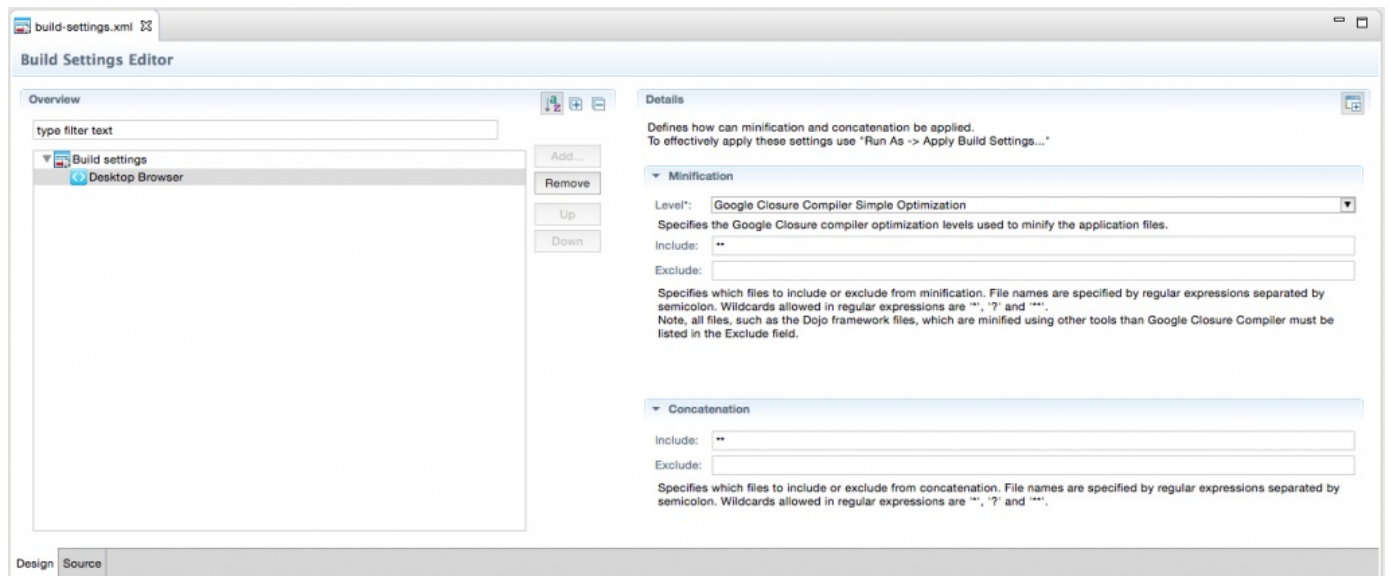 build-settings.xml
Build Settings Editor
Overview
type filter text
Build settings
Desktop Browser
Add...
Remove
Up
Down
Details
Defines how can minification and concatenation be applied.
To effectively apply these settings use "Run As -> Apply Build Settings..."
Minification
Level*: Google Closure Compiler Simple Optimization
Specifies the Google Closure compiler optimization levels used to minify the application files.
Include: **
Exclude:
Specifies which files to include or exclude from minification. File names are specified by regular expressions separated by
semicolon. Wildcards allowed in regular expressions are '*', '?' and '**'.
Note, all files, such as the Dojo framework files, which are minified using other tools than Google Closure Compiler must be
listed in the Exclude field.
Concatenation
Include: **
Exclude:
Specifies which files to include or exclude from concatenation. File names are specified by regular expressions separated by
semicolon. Wildcards allowed in regular expressions are '*', '?' and '**'.
Design Source